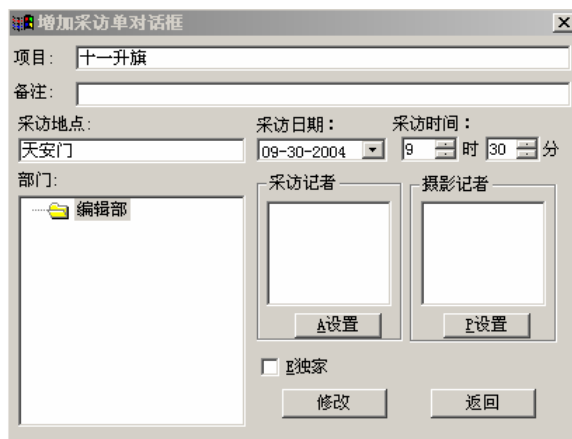 增加采访单对话框
项目: 十一升旗
备注:
采访地点: 采访日期: 采访时间:
天安门 09-30-2004 9 时 30 分
部门: 采访记者 摄影记者
编辑部
A设置 P设置
E独家
修改 返回